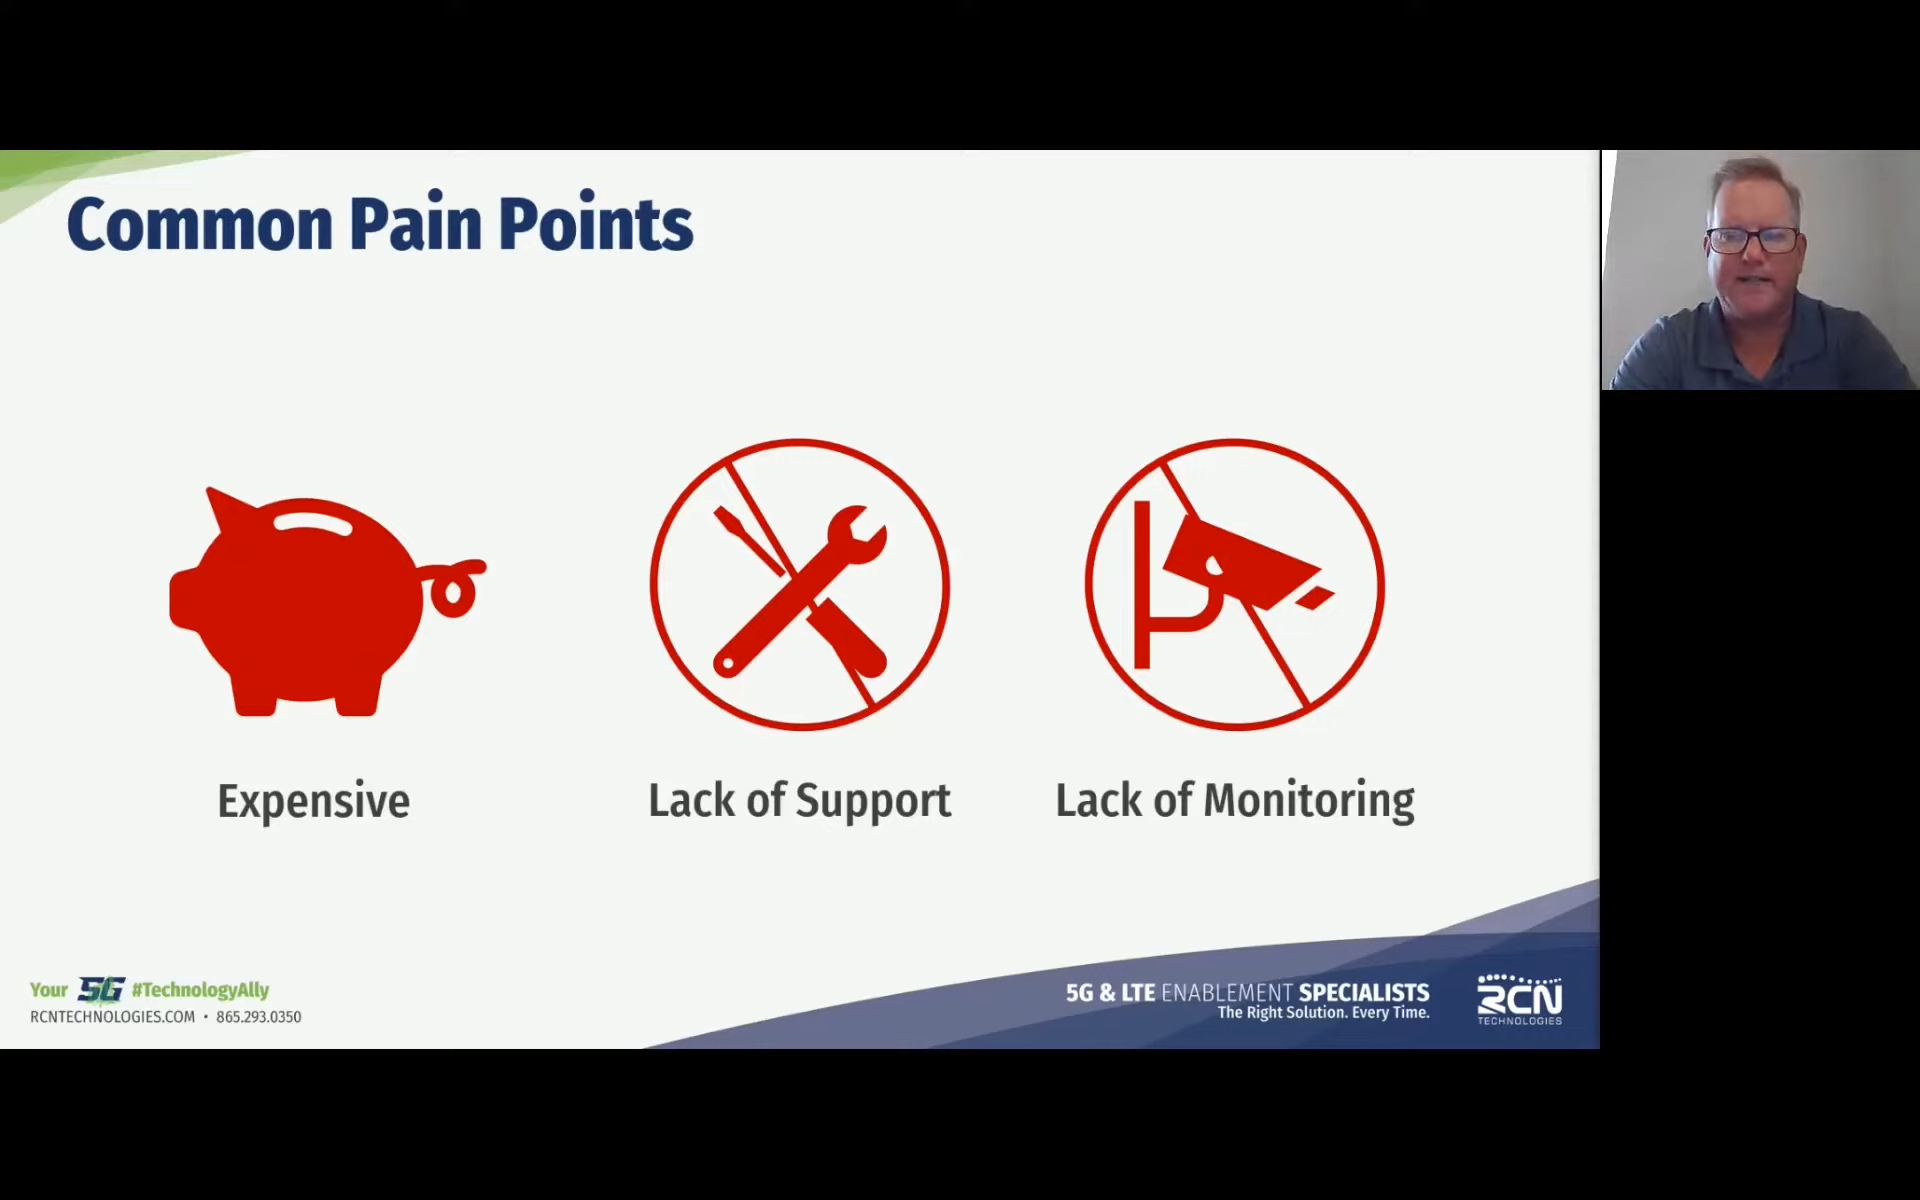 Common Pain Points
Expensive
Lack of Support
Lack of Monitoring
Your 5G #TechnologyAlly
RCNTECHNOLOGIES.COM • 865.293.0350
5G & LTE ENABLEMENT SPECIALISTS
The Right Solution. Every Time.
RCN
TECHNOLOGIES